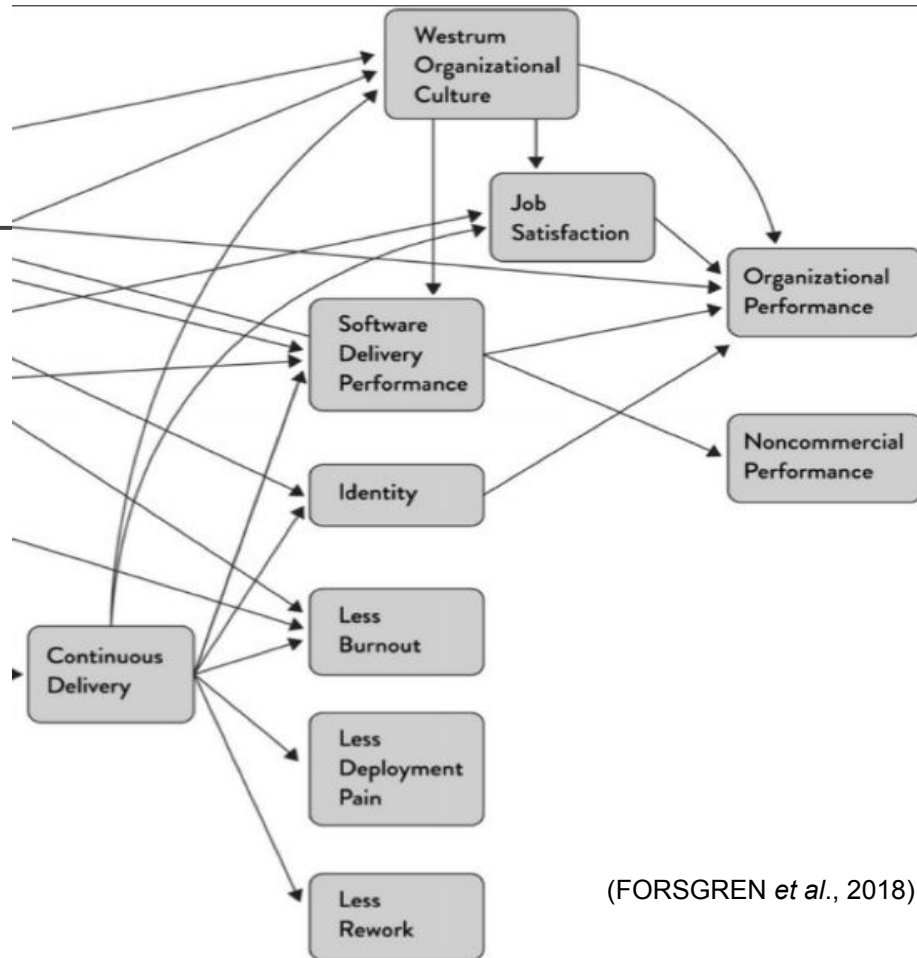 Westrum
Organizational
Culture
Job
Satisfaction
Organizational
Performance
Software
Delivery
Performance
Noncommercial
Performance
Identity
Less
Burnout
Continuous
Delivery
Less
Deployment
Pain
Less
Rework
(FORSGREN et al., 2018)